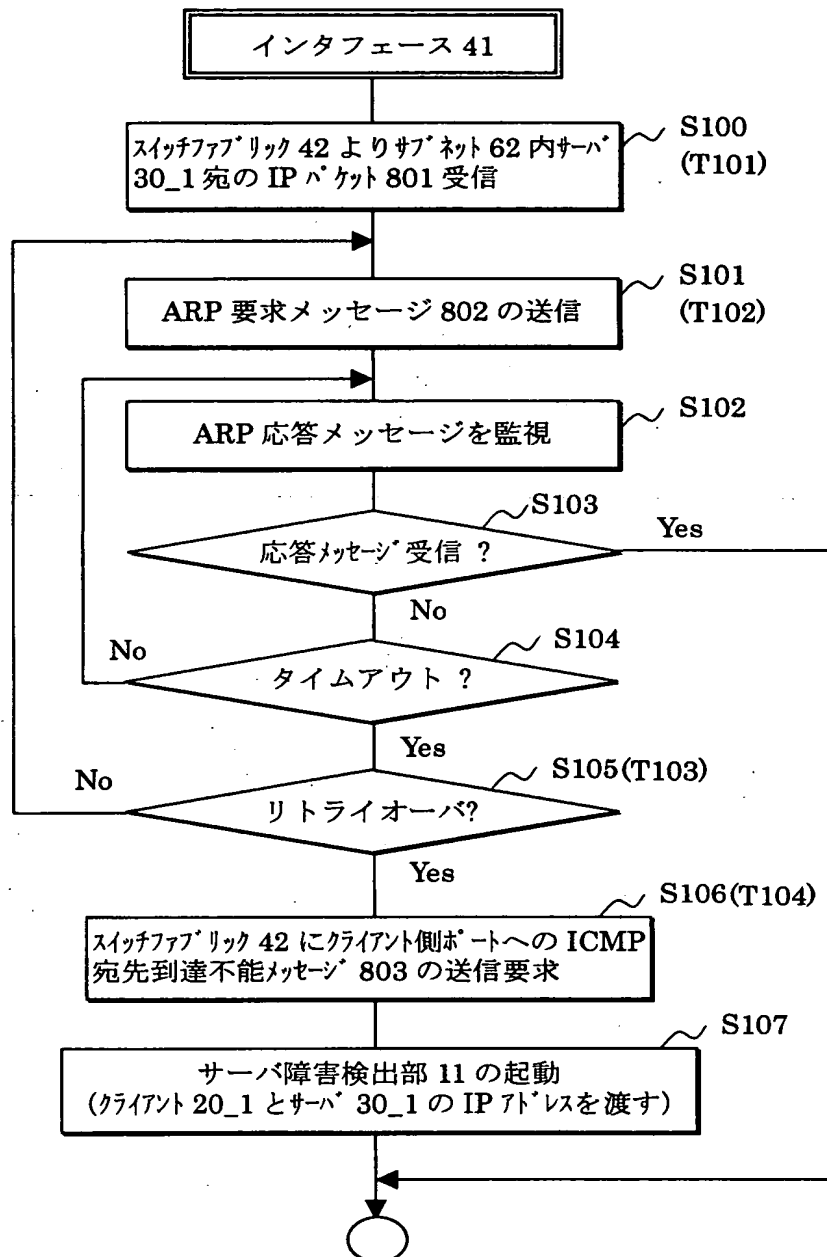 インタフェース 41
スイッチファブリック 42 よりサブネット 62 内サーバ
30_1 宛の IP パケット 801 受信
S100
(T101)
ARP 要求メッセージ 802 の送信
S101
(T102)
ARP 応答メッセージを監視
S102
S103
応答メッセージ受信 ?
Yes
No
S104
No
タイムアウト ?
Yes
S105(T103)
No
リトライオーバ?
Yes
S106(T104)
スイッチファブリック 42 にクライアント側ポートへの ICMP
宛先到達不能メッセージ 803 の送信要求
S107
サーバ障害検出部 11 の起動
(クライアント 20_1 とサーバ 30_1 の IP アドレスを渡す)